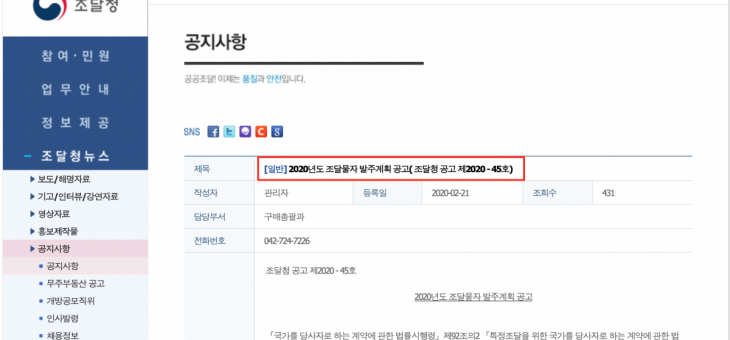 조달청
공지사항
공공조달! 이제는 품질과 안전입니다.
참여·민원
업무안내
정보제공
조달청뉴스
보도/해명자료
기고/인터뷰/강연자료
영상자료
홍보제작물
공지사항
공지사항
무주부동산 공고
개방공모직위
인사발령
채용정보
SNS f t C g
제목 [일반] 2020년도 조달물자 발주계획 공고( 조달청 공고 제2020 - 45호)
작성자 관리자 등록일 2020-02-21 조회수 431
담당부서 구매총괄과
전화번호 042-724-7226
조달청 공고 제2020 - 45호
2020년도 조달물자 발주계획 공고
「국가를 당사자로 하는 계약에 관한 법률시행령」제92조의2 「특정조달을 위한 국가를 당사자로 하는 계약에 관한 법